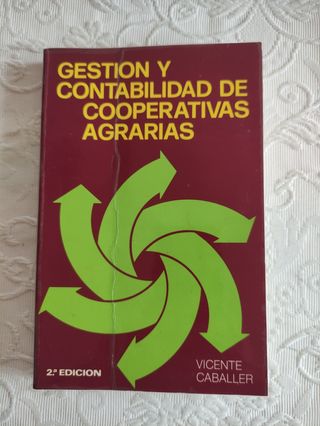 GESTION Y
CONTABILIDAD DE
COOPERATIVAS
AGRARIAS
VICENTE
CABALLER
2.ª EDICION